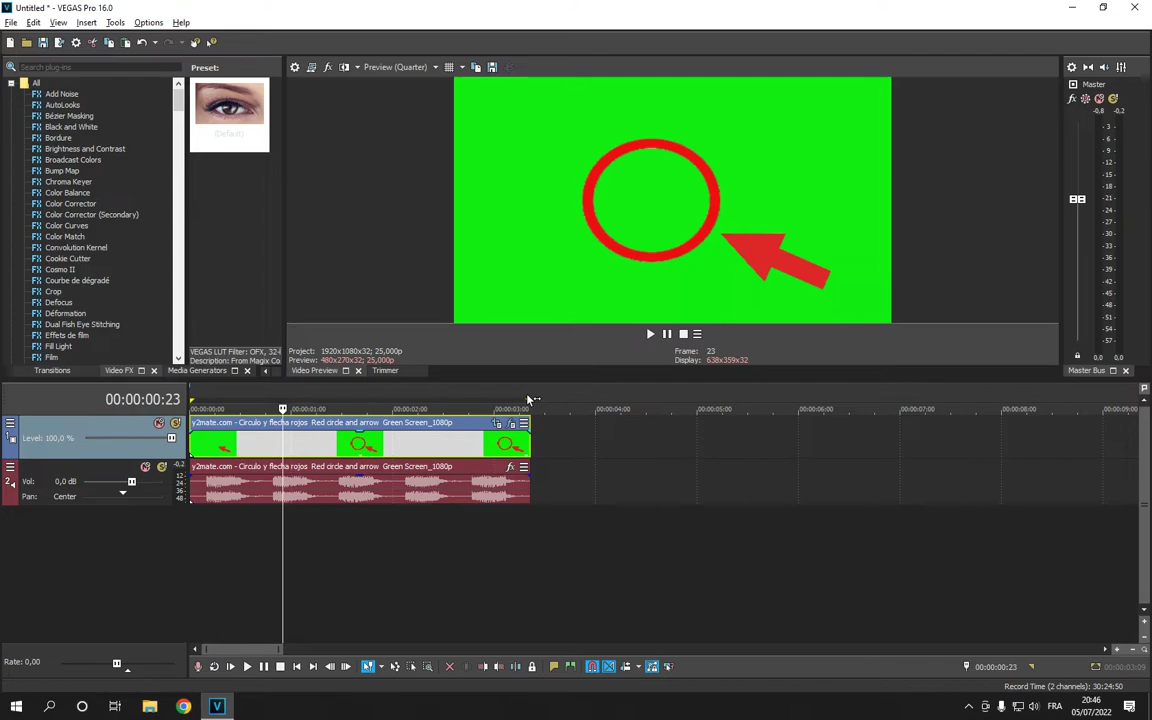 Untitled * - VEGAS Pro 16.0
File Edit View Insert Tools Options Help
Search plug-ins
All
Add Noise
AutoLooks
Bézier Masking
Black and White
Bordure
Brightness and Contrast
Broadcast Colors
Bump Map
Chroma Keyer
Color Balance
Color Corrector
Color Corrector (Secondary)
Color Curves
Color Match
Convolution Kernel
Cookie Cutter
Cosmo II
Courbe de dégradé
Crop
Defocus
Déformation
Dual Fish Eye Stitching
Effets de film
Fill Light
Film
Preset:
(Default)
VEGAS LUT Filter: OFX, 32-
Description: From Magix Co
Transitions Video FX Media Generators
Preview (Quarter)
Project: 1920x1080x32; 25,000p
Preview: 480x270x32; 25,000p
Frame: 23
Display: 638x359x32
Video Preview Trimmer
Master
-0,8 -0,2
3
6
9
12
15
18
21
24
27
30
33
36
39
42
45
48
51
54
57
0,0 0,0
Master Bus
00:00:00:23
00:00:00:00 00:00:01:00 00:00:02:00 00:00:03:00 00:00:04:00 00:00:05:00 00:00:06:00 00:00:07:00 00:00:08:00 00:00:09:00
1
Level: 100,0 %
y2mate.com - Circulo y flecha rojos Red circle and arrow Green Screen_1080p
2
Vol: 0,0 dB
Pan: Center
-0,2
12
24
36
48
y2mate.com - Circulo y flecha rojos Red circle and arrow Green Screen_1080p
Rate: 0,00
00:00:00:23
00:00:03:09
Record Time (2 channels): 30:24:50
FRA
20:46
05/07/2022